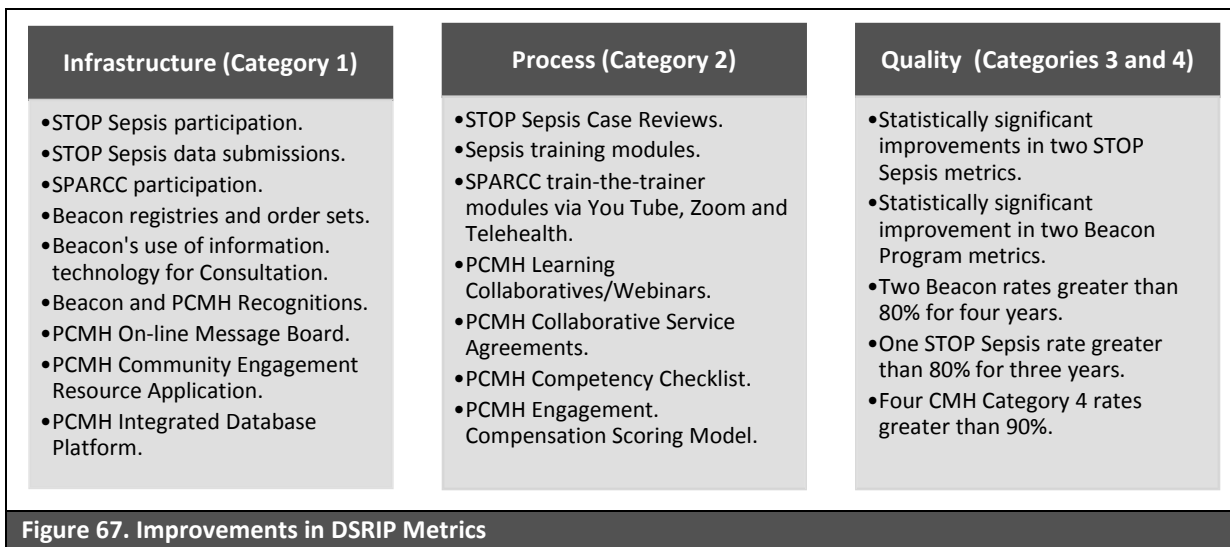 Infrastructure (Category 1)
•STOP Sepsis participation.
•STOP Sepsis data submissions.
•SPARCC participation.
•Beacon registries and order sets.
•Beacon's use of information.
technology for Consultation.
•Beacon and PCMH Recognitions.
•PCMH On-line Message Board.
•PCMH Community Engagement
Resource Application.
•PCMH Integrated Database
Platform.
Process (Category 2)
•STOP Sepsis Case Reviews.
•Sepsis training modules.
•SPARCC train-the-trainer
modules via You Tube, Zoom and
Telehealth.
•PCMH Learning
Collaboratives/Webinars.
•PCMH Collaborative Service
Agreements.
•PCMH Competency Checklist.
•PCMH Engagement.
Compensation Scoring Model.
Quality (Categories 3 and 4)
•Statistically significant
improvements in two STOP
Sepsis metrics.
•Statistically significant
improvement in two Beacon
Program metrics.
•Two Beacon rates greater than
80% for four years.
•One STOP Sepsis rate greater
than 80% for three years.
•Four CMH Category 4 rates
greater than 90%.
Figure 67. Improvements in DSRIP Metrics